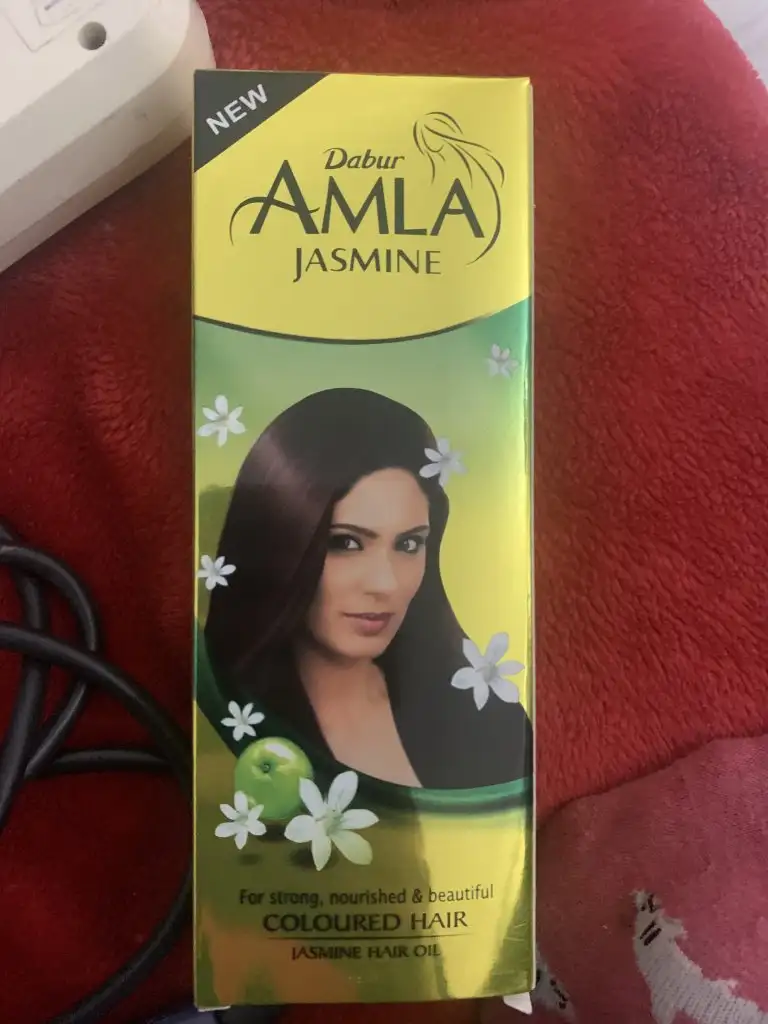 NEW
Dabur
AMLA
JASMINE
For strong, nourished & beautiful
COLOURED HAIR
JASMINE HAIR OIL